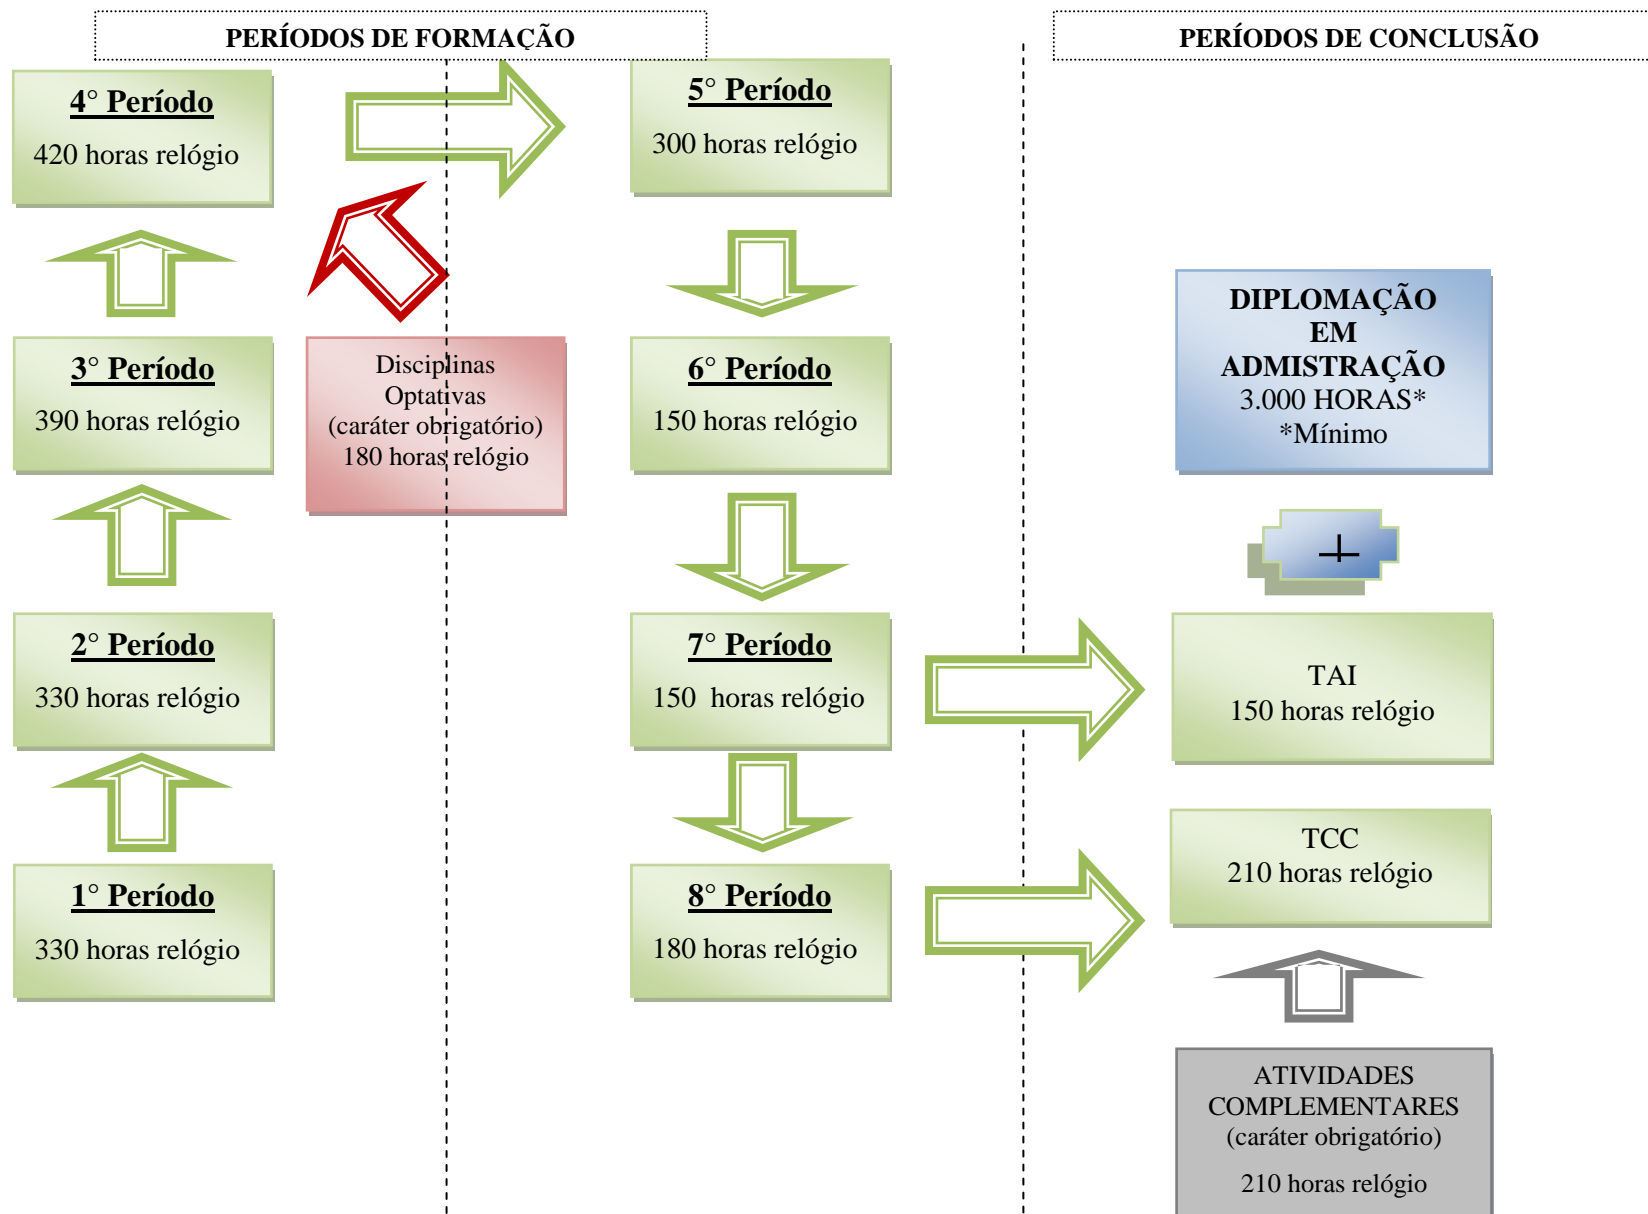 PERÍODOS DE FORMAÇÃO
PERÍODOS DE CONCLUSÃO
4° Período
420 horas relógio
5° Período
300 horas relógio
3° Período
390 horas relógio
Disciplinas
Optativas
(caráter obrigatório)
180 horas relógio
6° Período
150 horas relógio
DIPLOMAÇÃO
EM
ADMISTRAÇÃO
3.000 HORAS*
*Mínimo
+
2° Período
330 horas relógio
7° Período
150 horas relógio
TAI
150 horas relógio
TCC
210 horas relógio
1° Período
330 horas relógio
8° Período
180 horas relógio
ATIVIDADES
COMPLEMENTARES
(caráter obrigatório)
210 horas relógio